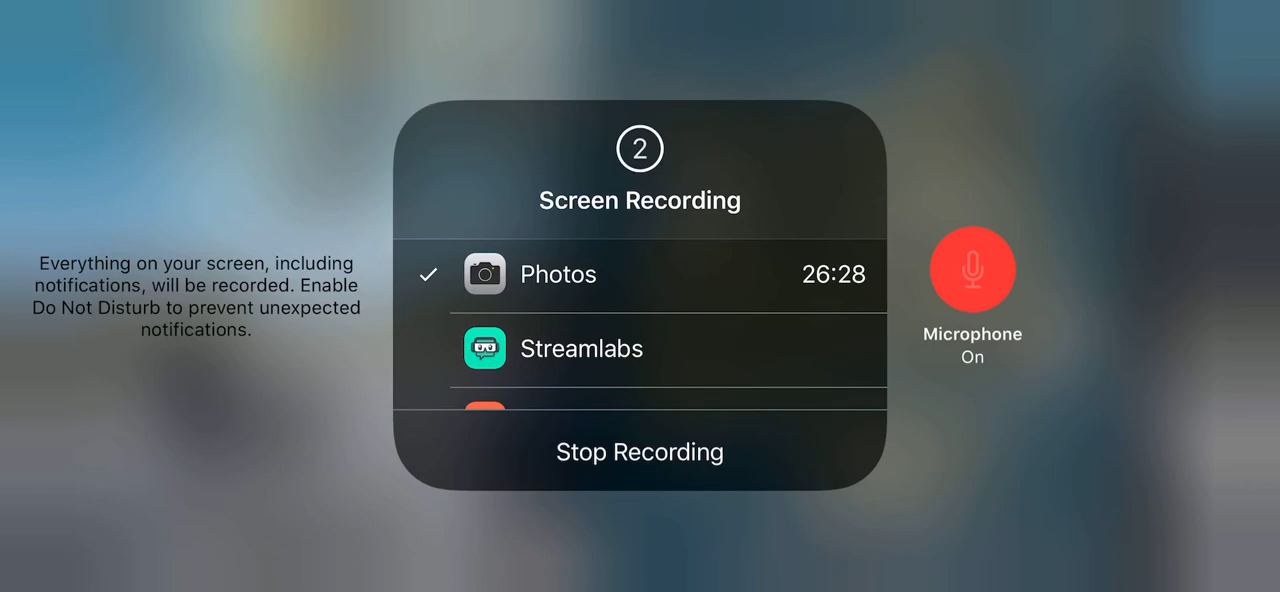 Everything on your screen, including
notifications, will be recorded. Enable
Do Not Disturb to prevent unexpected
notifications.
2
Screen Recording
Photos 26:28
Streamlabs
Stop Recording
Microphone
On